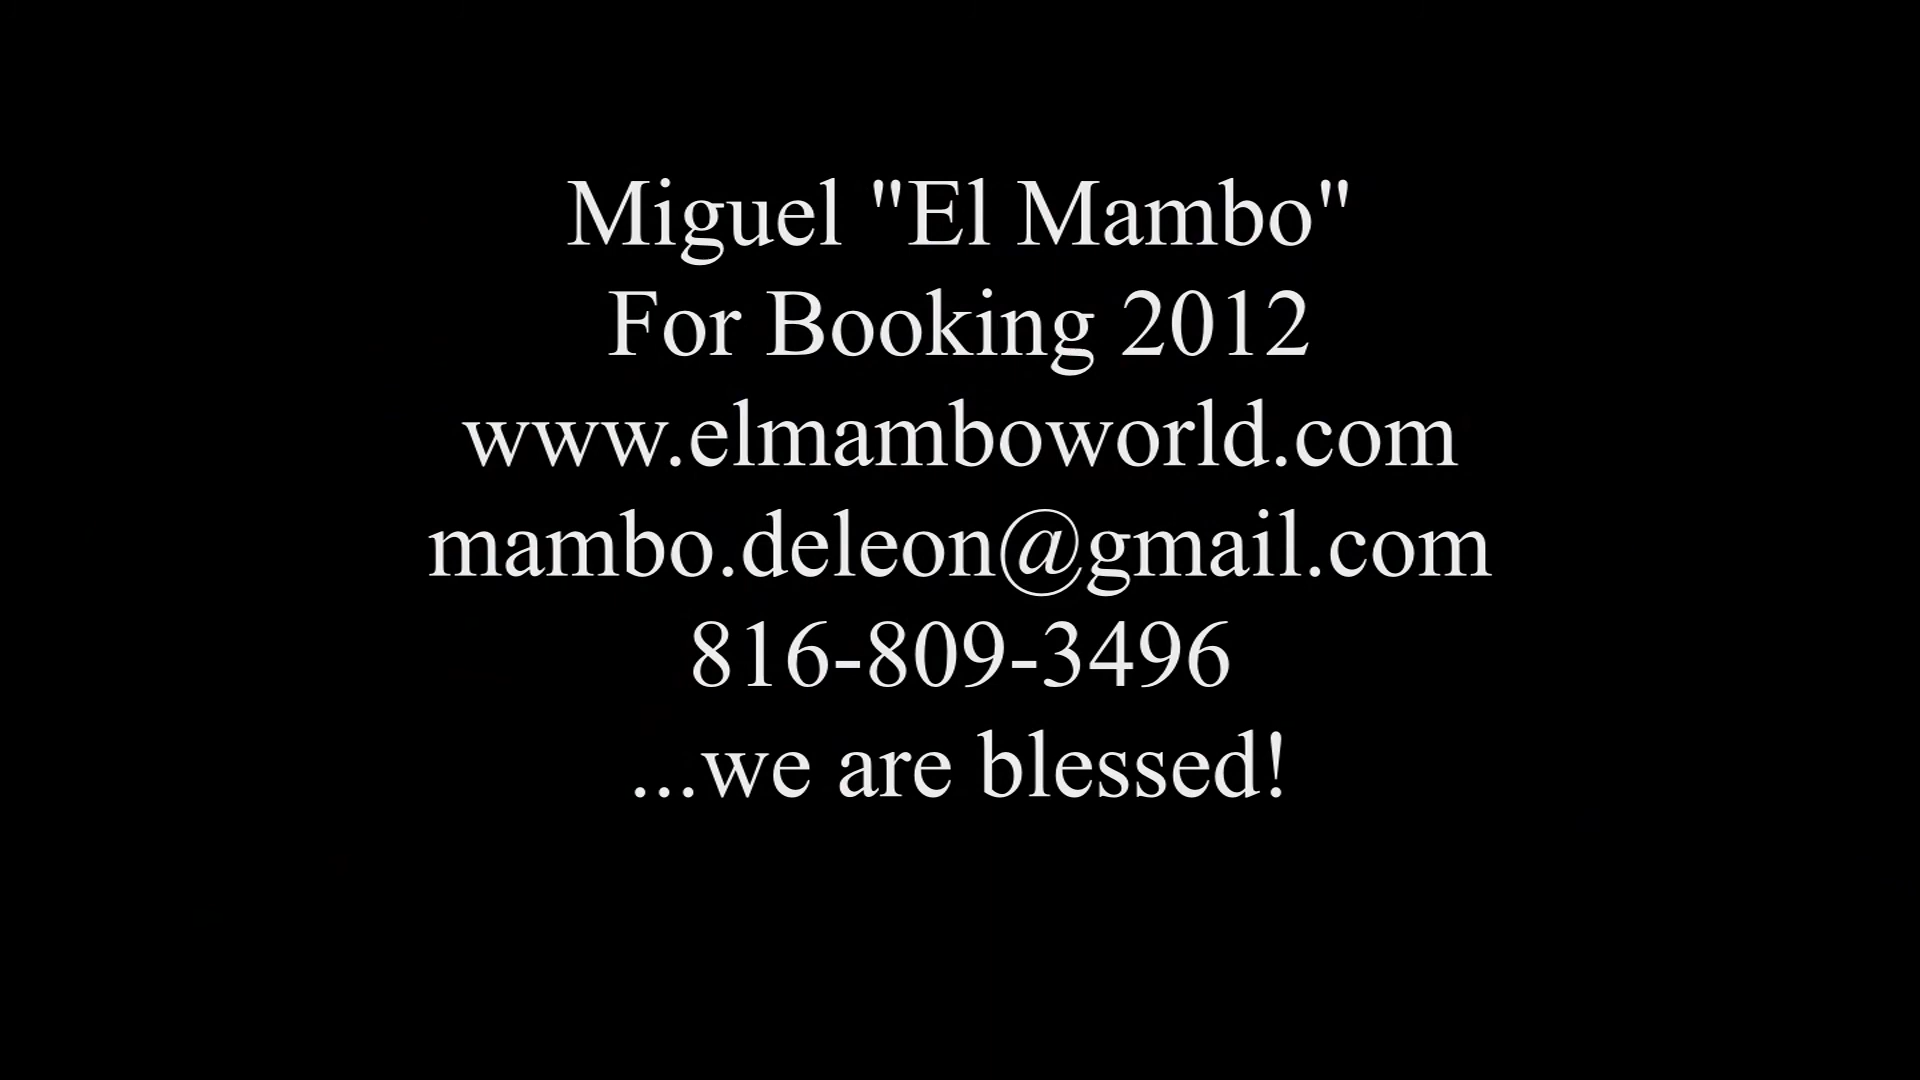 Miguel "El Mambo"
For Booking 2012
www.elmamboworld.com
mambo.deleon@gmail.com
816-809-3496
...we are blessed!